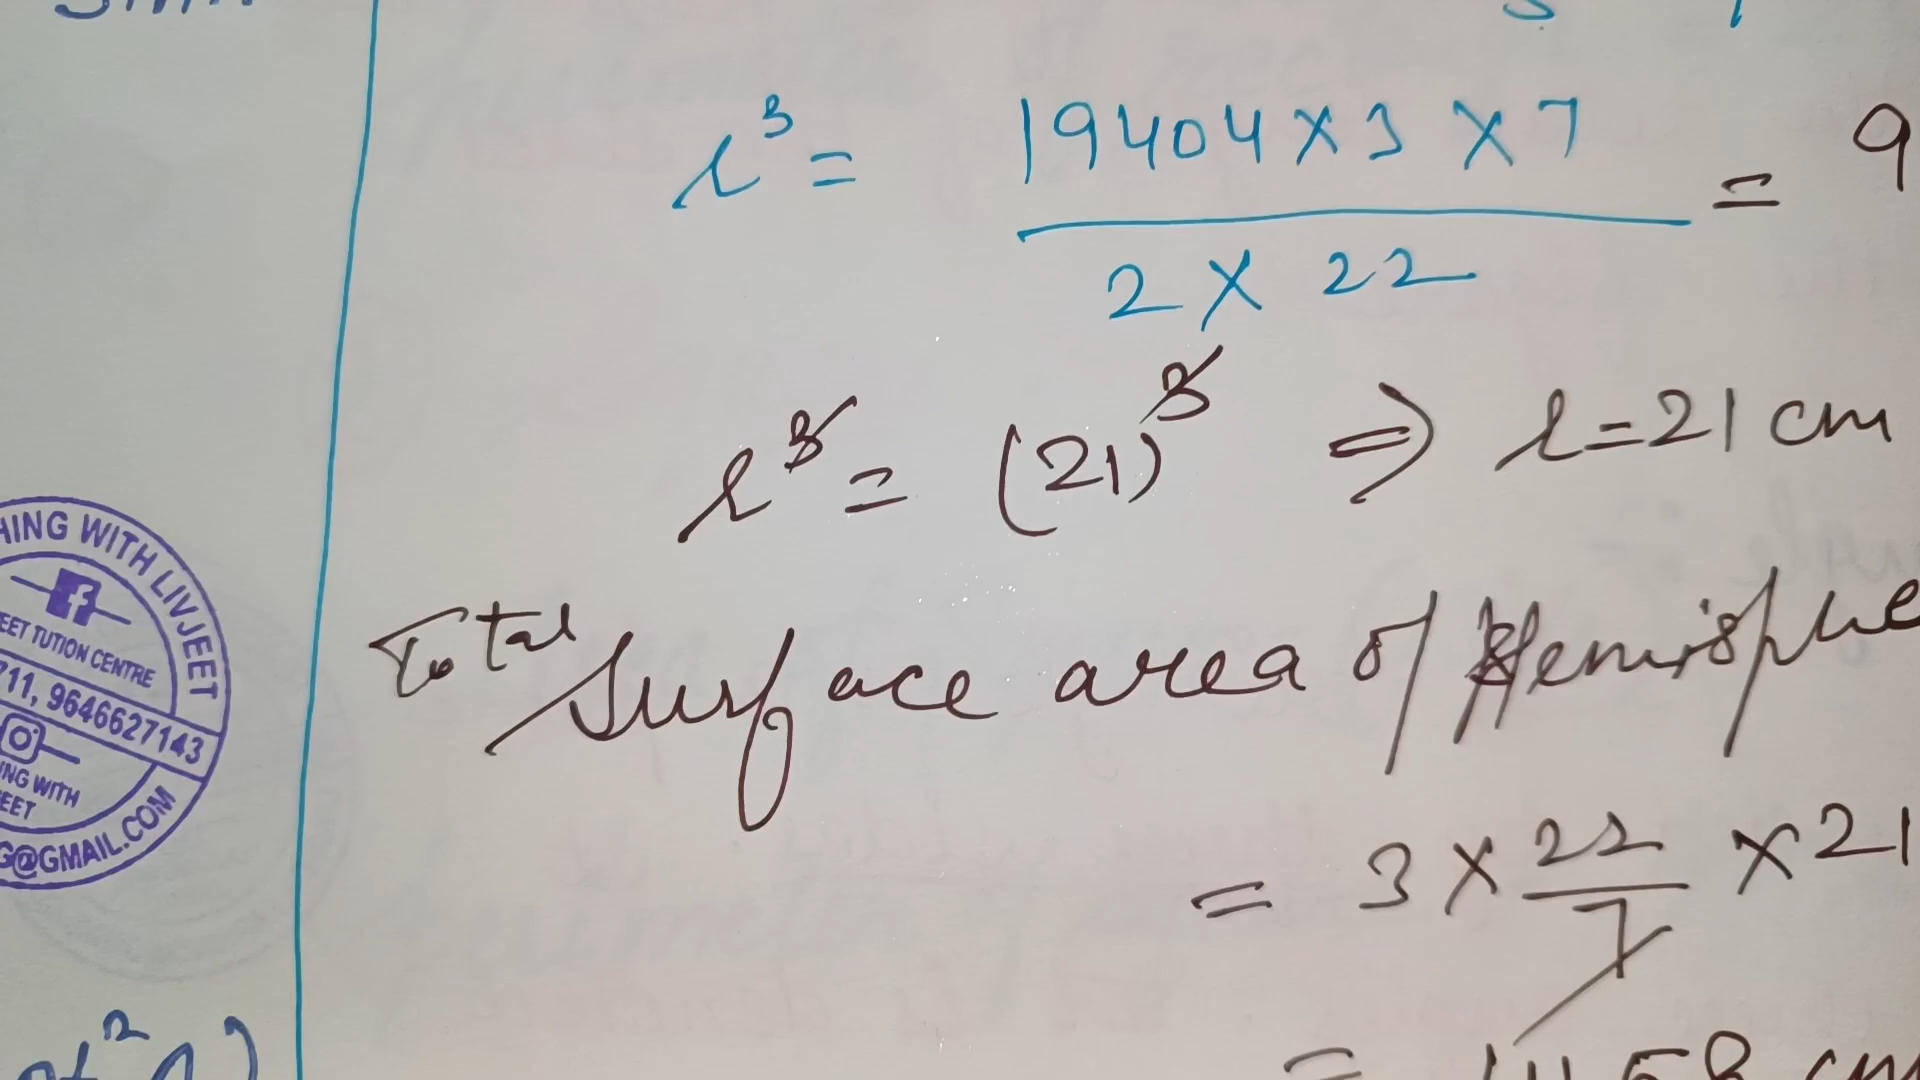 r³ = 19404 × 3 × 7 / 2 × 22 = 9
r³ = (21)³ ⇒ r = 21 cm
Total Surface area of Hemisphe
= 3 × 22/7 × 21
HING WITH LIVJEET
EET TUTION CENTRE
711, 9646627143
ING WITH
EET
G@GMAIL.COM